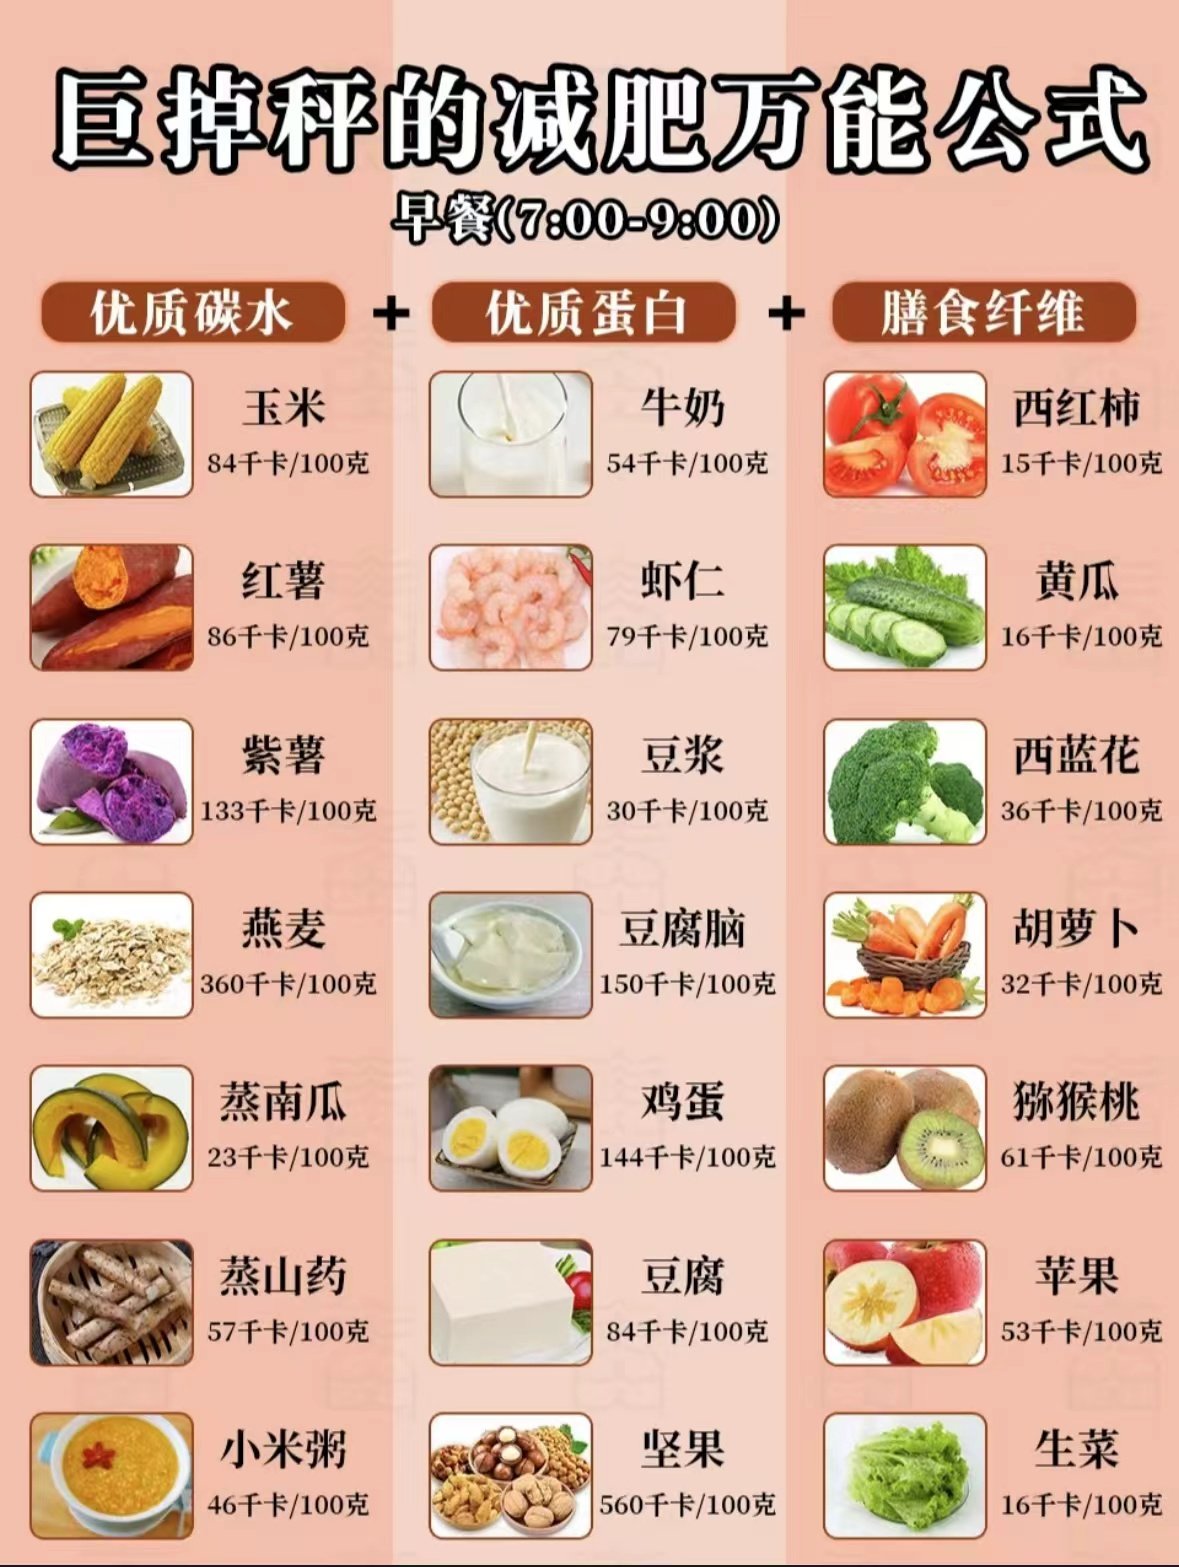 巨掉秤的减肥万能公式
早餐(7:00-9:00)
优质碳水 + 优质蛋白 + 膳食纤维
玉米 牛奶 西红柿
84千卡/100克 54千卡/100克 15千卡/100克
红薯 虾仁 黄瓜
86千卡/100克 79千卡/100克 16千卡/100克
紫薯 豆浆 西蓝花
133千卡/100克 30千卡/100克 36千卡/100克
燕麦 豆腐脑 胡萝卜
360千卡/100克 150千卡/100克 32千卡/100克
蒸南瓜 鸡蛋 猕猴桃
23千卡/100克 144千卡/100克 61千卡/100克
蒸山药 豆腐 苹果
57千卡/100克 84千卡/100克 53千卡/100克
小米粥 坚果 生菜
46千卡/100克 560千卡/100克 16千卡/100克